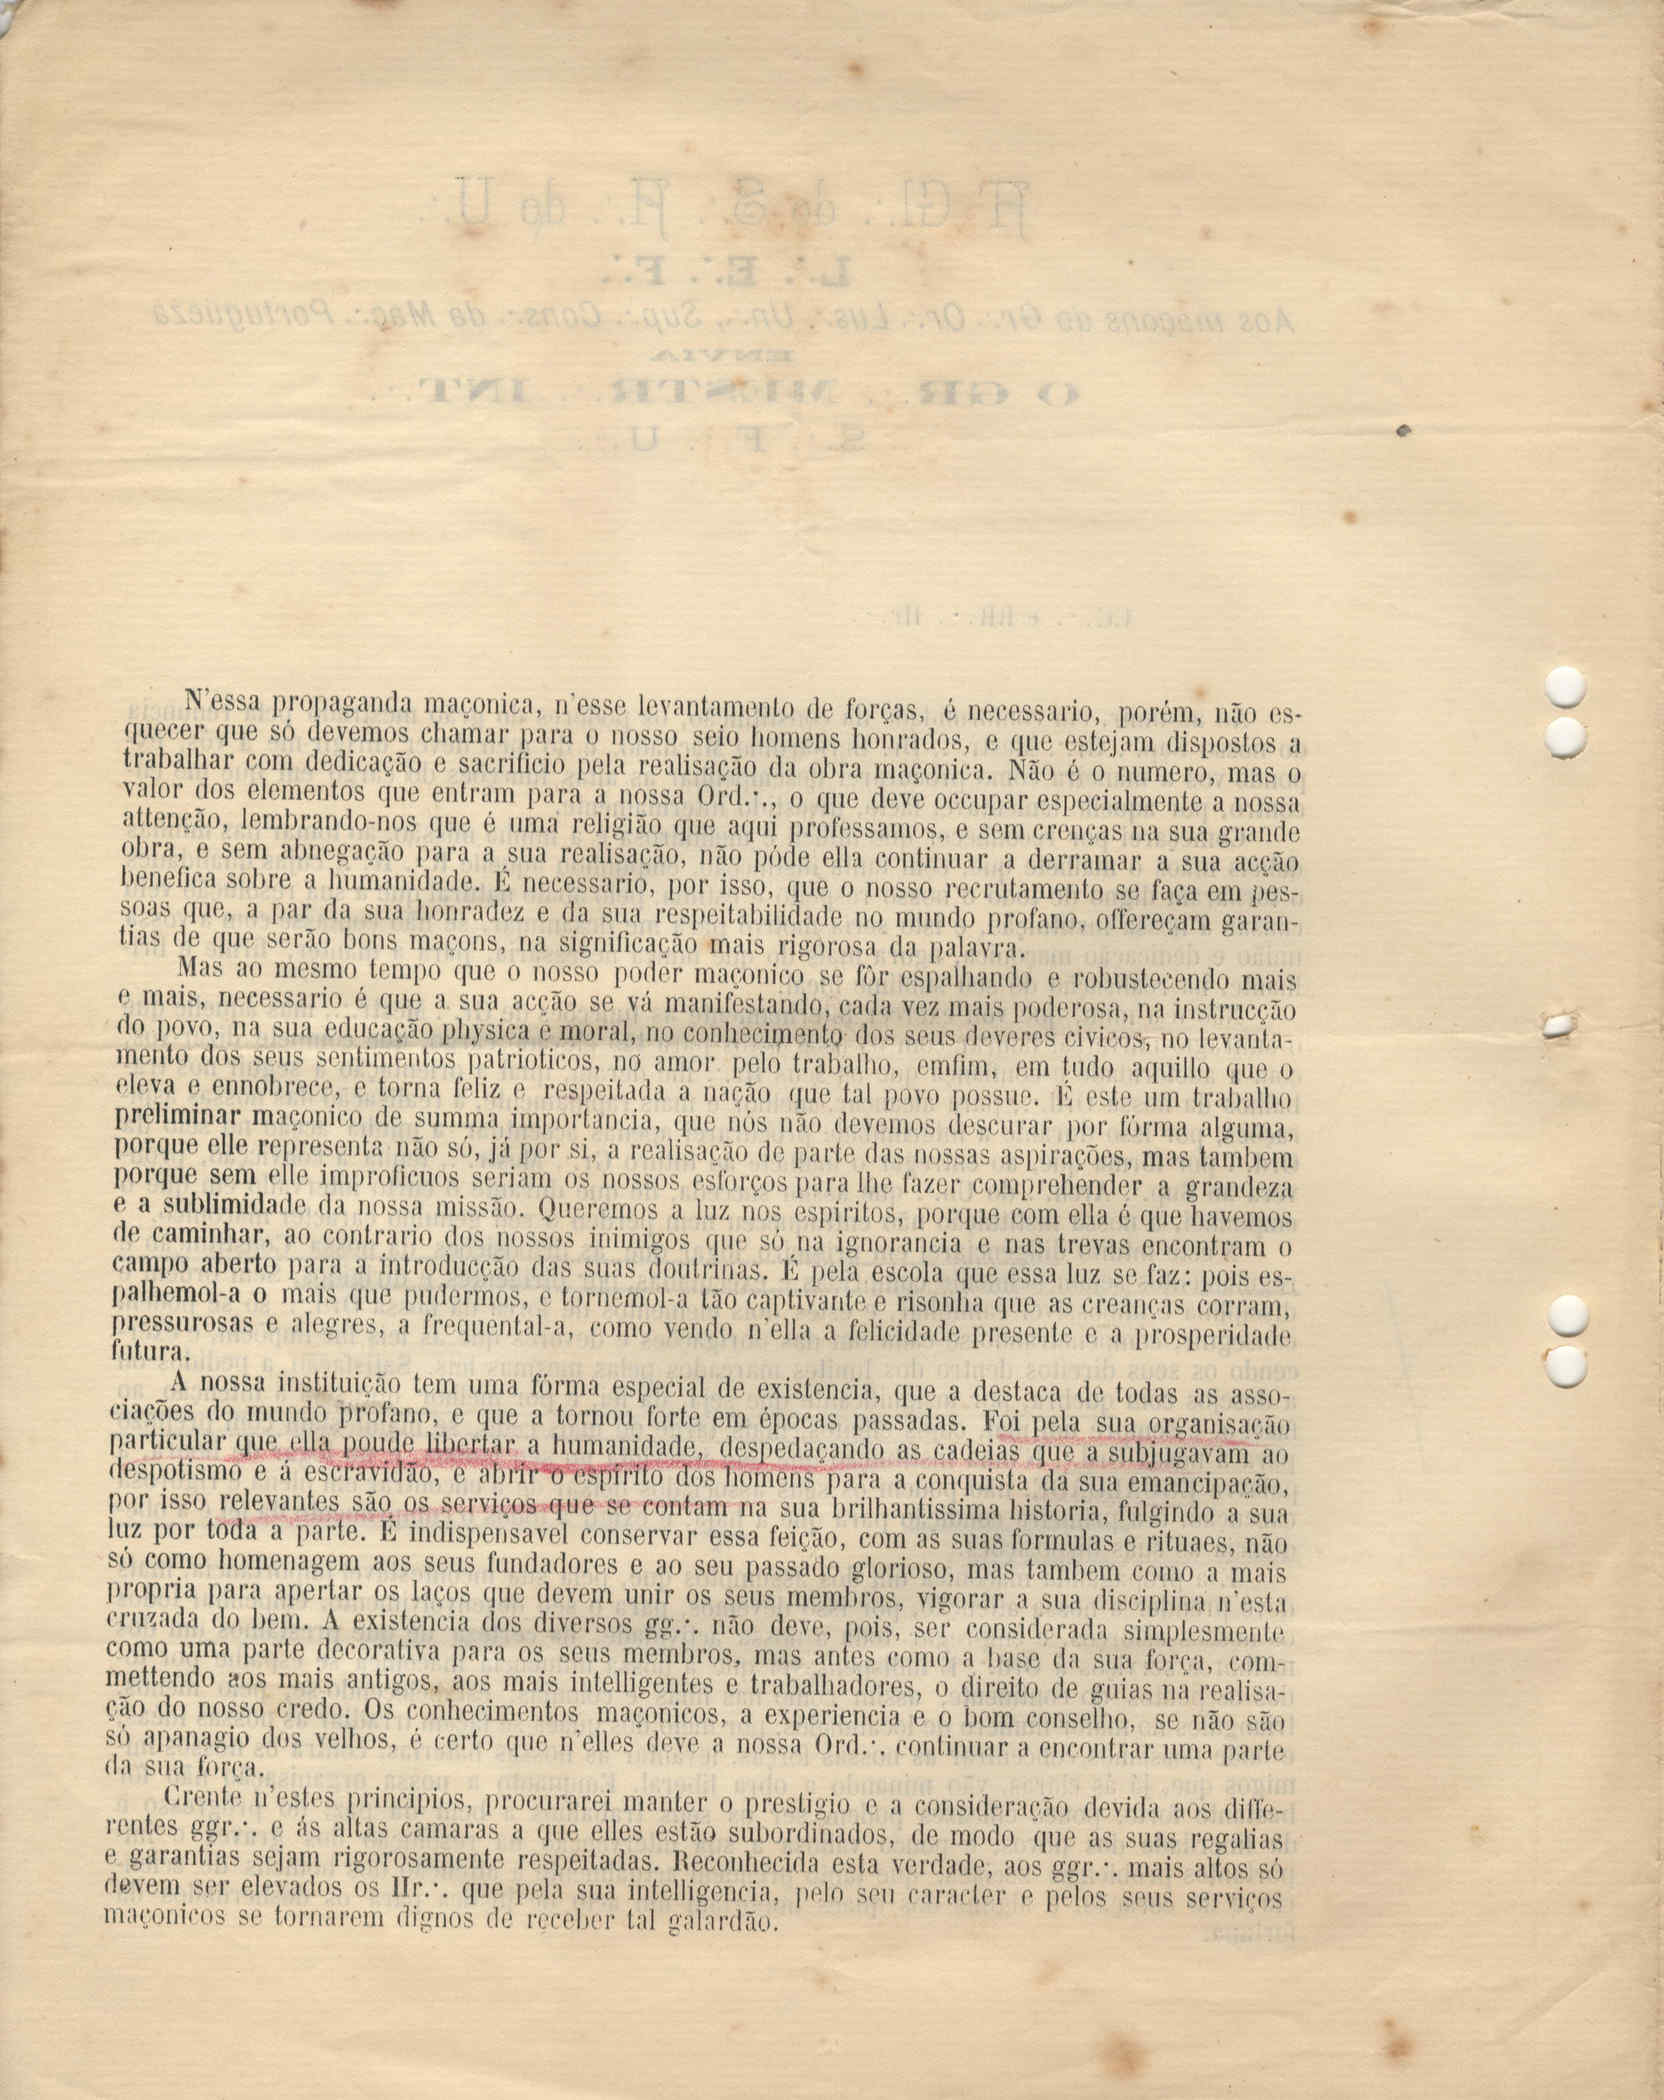 A Gl.·. do S.·. A.·. do U.·.
L.·. E.·. F.·.
Aos maçons do Gr.·. Or.·. Lus.·. Un.·., Sup.·. Cons.·. da Maç.·. Portugueza
ENVIA
O GR.·. MESTR.·. INT.·.
S.·. F.·. U.·.
CC.·. e RR.·. IIr.·.
N'essa propaganda maçonica, n'esse levantamento de forças, é necessario, porém, não es-
quecer que só devemos chamar para o nosso seio homens honrados, e que estejam dispostos a
trabalhar com dedicação e sacrificio pela realisação da obra maçonica. Não é o numero, mas o
valor dos elementos que entram para a nossa Ord.·., o que deve occupar especialmente a nossa
attenção, lembrando-nos que é uma religião que aqui professamos, e sem crenças na sua grande
obra, e sem abnegação para a sua realisação, não póde ella continuar a derramar a sua acção
benefica sobre a humanidade. É necessario, por isso, que o nosso recrutamento se faça em pes-
soas que, a par da sua honradez e da sua respeitabilidade no mundo profano, offereçam garan-
tias de que serão bons maçons, na significação mais rigorosa da palavra.
Mas ao mesmo tempo que o nosso poder maçonico se fôr espalhando e robustecendo mais
e mais, necessario é que a sua acção se vá manifestando, cada vez mais poderosa, na instrucção
do povo, na sua educação physica e moral, no conhecimento dos seus deveres civicos, no levanta-
mento dos seus sentimentos patrioticos, no amor pelo trabalho, emfim, em tudo aquillo que o
eleva e ennobrece, e torna feliz e respeitada a nação que tal povo possue. É este um trabalho
preliminar maçonico de summa importancia, que nós não devemos descurar por fórma alguma,
porque elle representa não só, já por si, a realisação de parte das nossas aspirações, mas tambem
porque sem elle improficuos seriam os nossos esforços para lhe fazer comprehender a grandeza
e a sublimidade da nossa missão. Queremos a luz nos espiritos, porque com ella é que havemos
de caminhar, ao contrario dos nossos inimigos que só na ignorancia e nas trevas encontram o
campo aberto para a introducção das suas doutrinas. É pela escola que essa luz se faz: pois es-
palhemol-a o mais que pudermos, e tornemol-a tão captivante e risonha que as creanças corram,
pressurosas e alegres, a frequental-a, como vendo n'ella a felicidade presente e a prosperidade
futura.
A nossa instituição tem uma fórma especial de existencia, que a destaca de todas as asso-
ciações do mundo profano, e que a tornou forte em épocas passadas. Foi pela sua organisação
particular que ella poude libertar a humanidade, despedaçando as cadeias que a subjugavam ao
despotismo e á escravidão, e abrir o espirito dos homens para a conquista da sua emancipação,
por isso relevantes são os serviços que se contam na sua brilhantissima historia, fulgindo a sua
luz por toda a parte. É indispensavel conservar essa feição, com as suas formulas e rituaes, não
só como homenagem aos seus fundadores e ao seu passado glorioso, mas tambem como a mais
propria para apertar os laços que devem unir os seus membros, vigorar a sua disciplina n'esta
cruzada do bem. A existencia dos diversos gg.·. não deve, pois, ser considerada simplesmente
como uma parte decorativa para os seus membros, mas antes como a base da sua força, com-
mettendo aos mais antigos, aos mais intelligentes e trabalhadores, o direito de guias na realisa-
ção do nosso credo. Os conhecimentos maçonicos, a experiencia e o bom conselho, se não são
só apanagio dos velhos, é certo que n'elles deve a nossa Ord.·. continuar a encontrar uma parte
da sua força.
Crente n'estes principios, procurarei manter o prestigio e a consideração devida aos diffe-
rentes ggr.·. e ás altas camaras a que elles estão subordinados, de modo que as suas regalias
e garantias sejam rigorosamente respeitadas. Reconhecida esta verdade, aos ggr.·. mais altos só
devem ser elevados os IIr.·. que pela sua intelligencia, pelo seu caracter e pelos seus serviços
maçonicos se tornarem dignos de receber tal galardão.